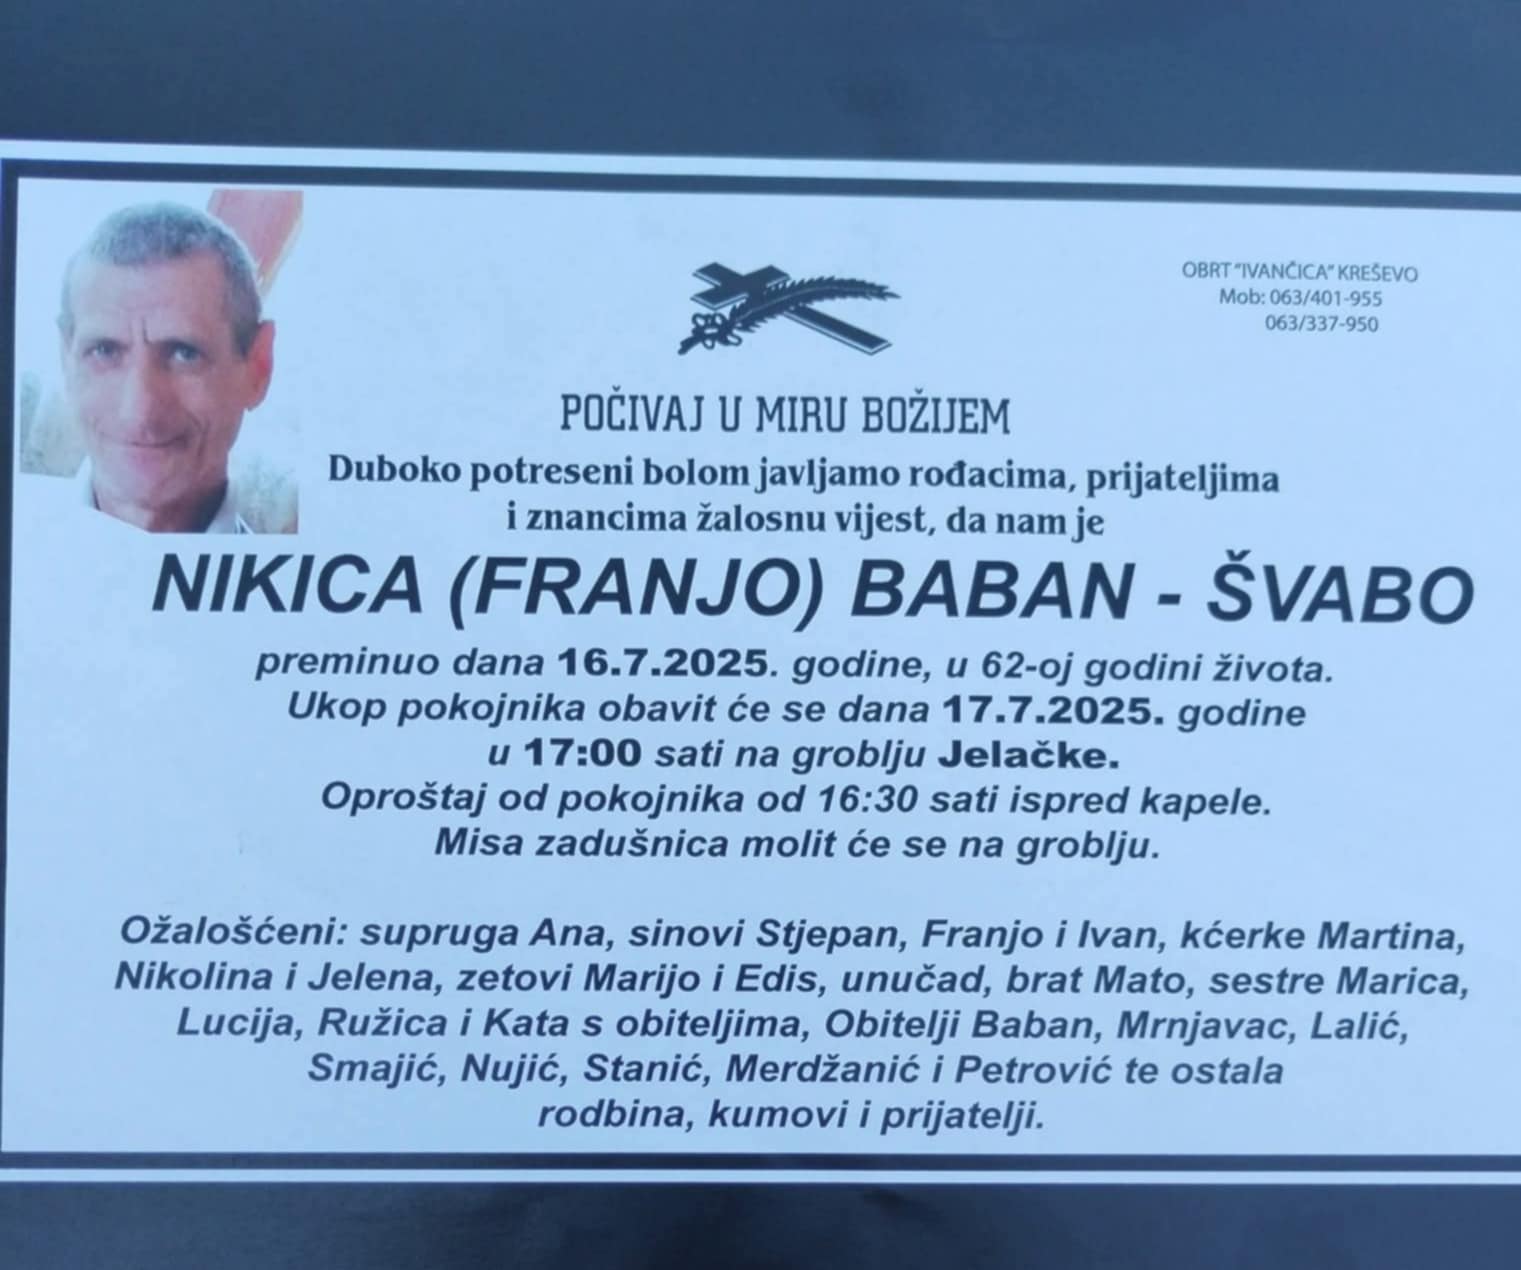 OBRT "IVANČICA" KREŠEVO
Mob: 063/401-955
063/337-950
POČIVAJ U MIRU BOŽIJEM
Duboko potreseni bolom javljamo rođacima, prijateljima
i znancima žalosnu vijest, da nam je
NIKICA (FRANJO) BABAN - ŠVABO
preminuo dana 16.7.2025. godine, u 62-oj godini života.
Ukop pokojnika obavit će se dana 17.7.2025. godine
u 17:00 sati na groblju Jelačke.
Oproštaj od pokojnika od 16:30 sati ispred kapele.
Misa zadušnica molit će se na groblju.
Ožalošćeni: supruga Ana, sinovi Stjepan, Franjo i Ivan, kćerke Martina,
Nikolina i Jelena, zetovi Marijo i Edis, unučad, brat Mato, sestre Marica,
Lucija, Ružica i Kata s obiteljima, Obitelji Baban, Mrnjavac, Lalić,
Smajić, Nujić, Stanić, Merdžanić i Petrović te ostala
rodbina, kumovi i prijatelji.